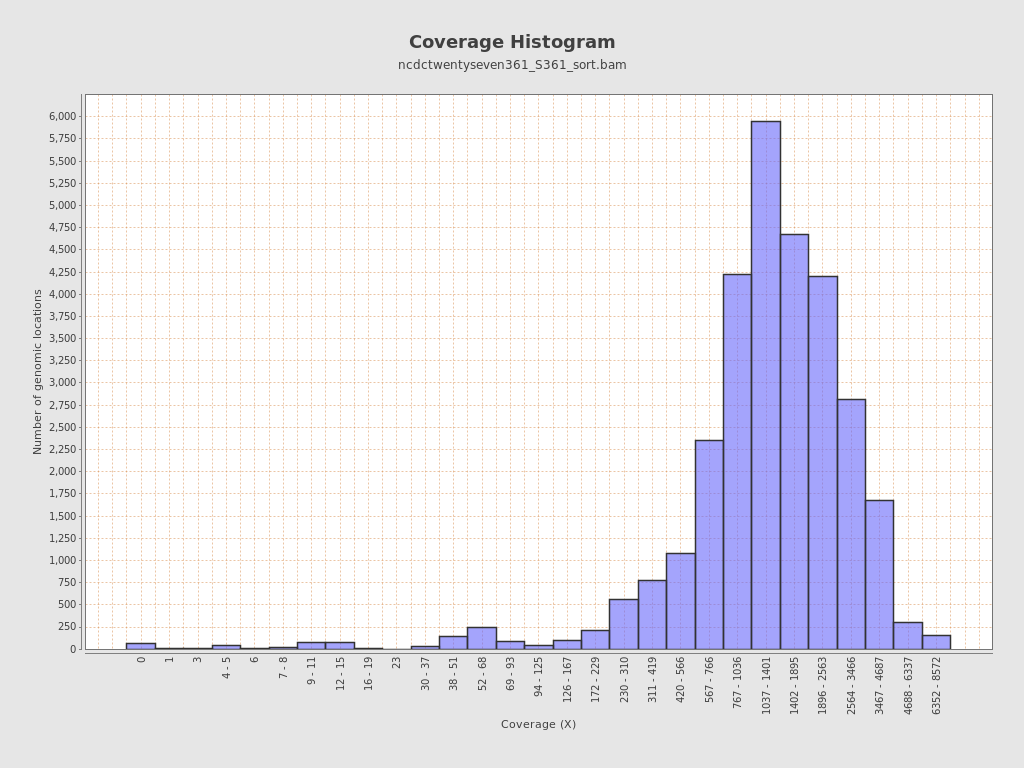 Coverage Histogram
ncdctwentyseven361_S361_sort.bam
Number of genomic locations
6,000
5,750
5,500
5,250
5,000
4,750
4,500
4,250
4,000
3,750
3,500
3,250
3,000
2,750
2,500
2,250
2,000
1,750
1,500
1,250
1,000
750
500
250
0
0
1
3
4 - 5
6
7 - 8
9 - 11
12 - 15
16 - 19
23
30 - 37
38 - 51
52 - 68
69 - 93
94 - 125
126 - 167
172 - 229
230 - 310
311 - 419
420 - 566
567 - 766
767 - 1036
1037 - 1401
1402 - 1895
1896 - 2563
2564 - 3466
3467 - 4687
4688 - 6337
6352 - 8572
Coverage (X)